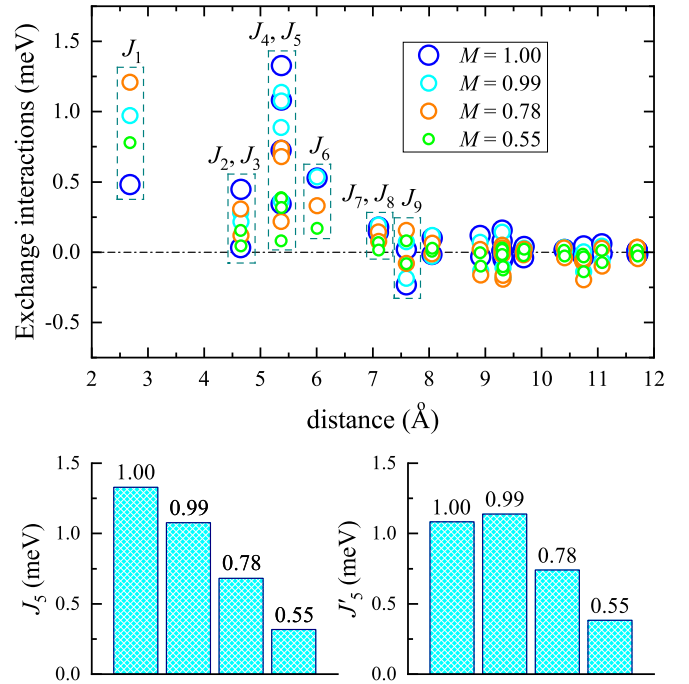 Exchange interactions (meV)
1.5
1.0
0.5
0.0
-0.5
J1
J2, J3
J4, J5
J6
J7, J8
J9
M = 1.00
M = 0.99
M = 0.78
M = 0.55
2 3 4 5 6 7 8 9 10 11 12
distance (Å)
J5 (meV)
1.5
1.0
0.5
0.0
1.00
0.99
0.78
0.55
J'5 (meV)
1.5
1.0
0.5
0.0
1.00
0.99
0.78
0.55